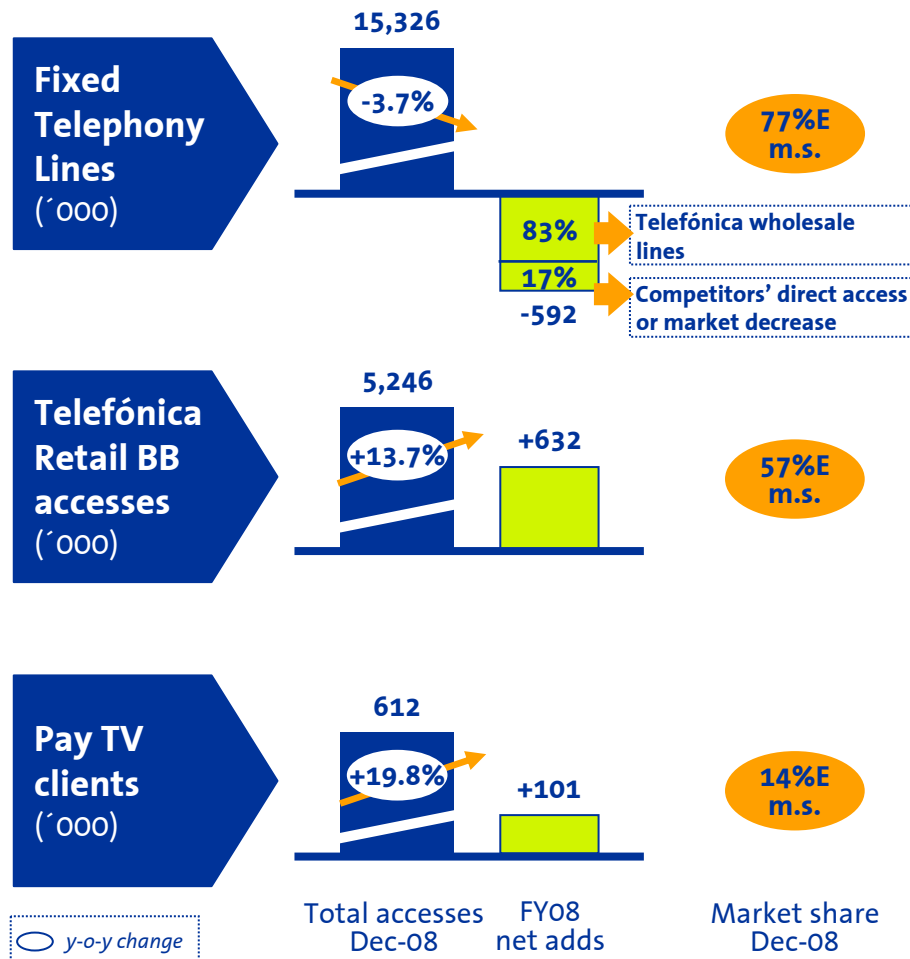 15,326
Fixed
Telephony
Lines
(´000)
-3.7%
77%E
m.s.
83%
17%
-592
Telefónica wholesale
lines
Competitors’ direct access
or market decrease
5,246
Telefónica
Retail BB
accesses
(´000)
+13.7%
+632
57%E
m.s.
612
Pay TV
clients
(´000)
+19.8%
+101
14%E
m.s.
Total accesses
Dec-08
FY08
net adds
Market share
Dec-08
y-o-y change